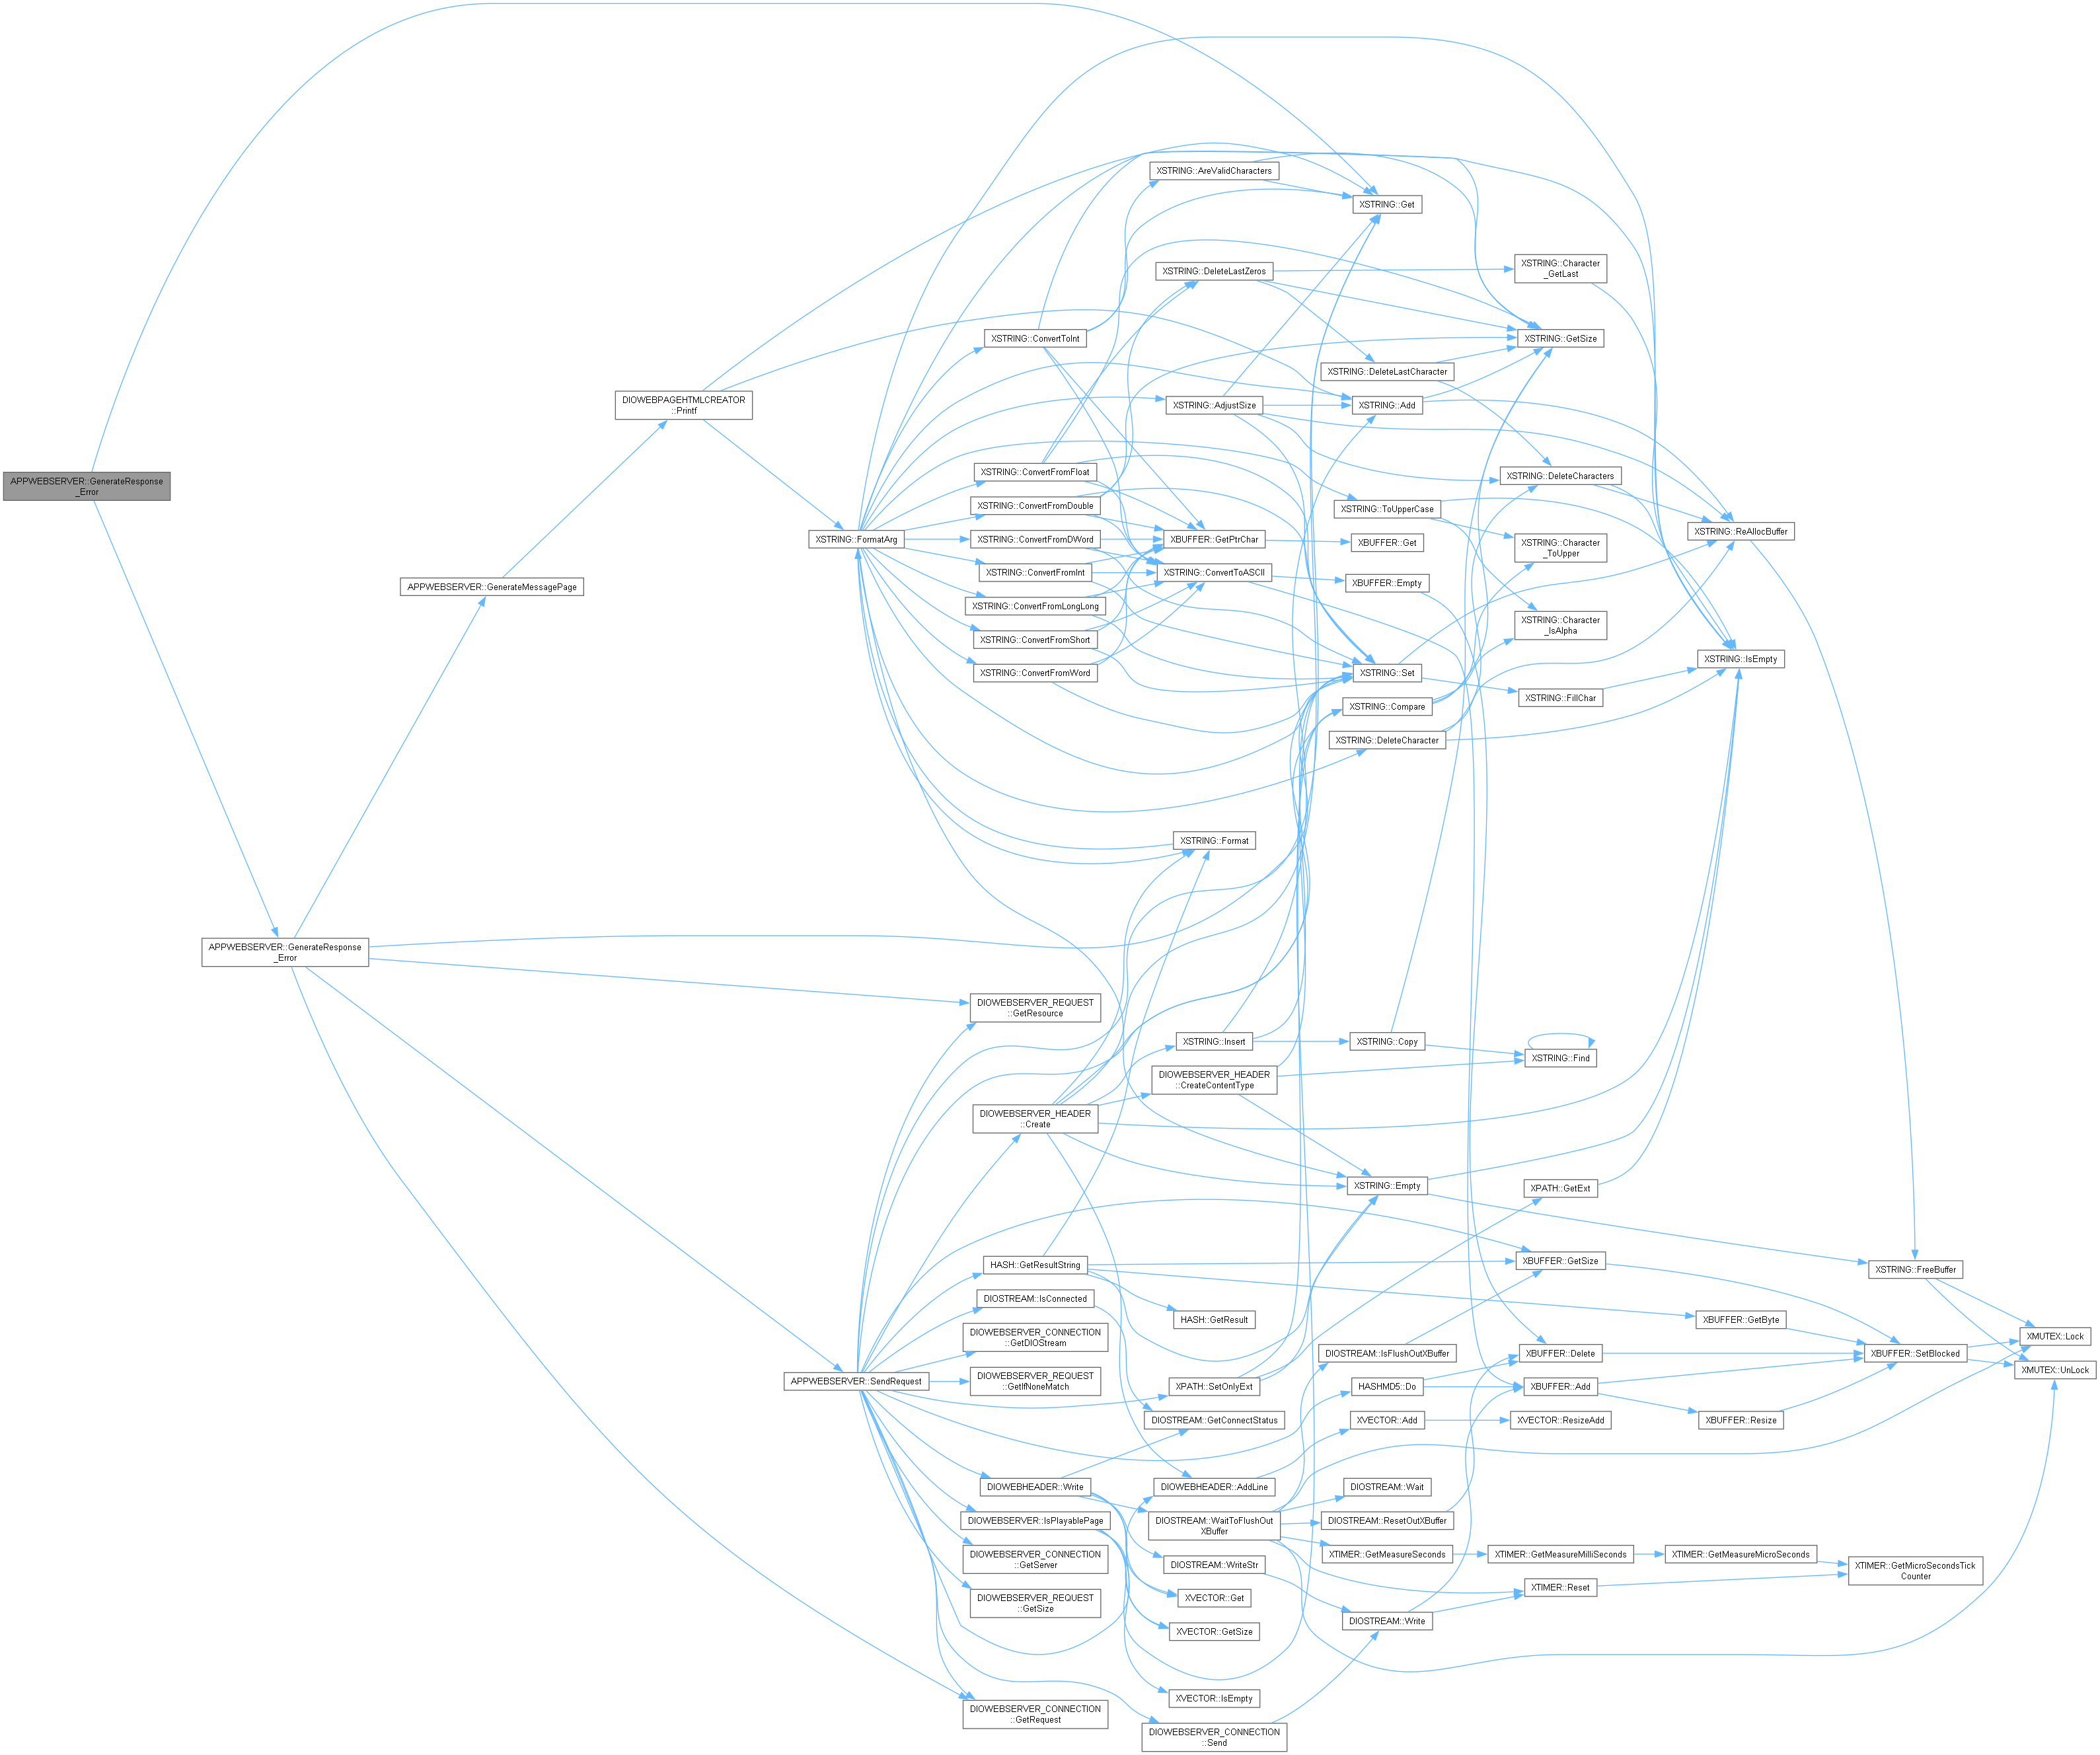 APPWEBSERVER::GenerateResponse
_Error
APPWEBSERVER::GenerateResponse
_Error
APPWEBSERVER::GenerateMessagePage
DIOWEBPAGEHTMLCREATOR
::Printf
XSTRING::FormatArg
APPWEBSERVER::SendRequest
XSTRING::ConvertToInt
XSTRING::ConvertFromFloat
XSTRING::ConvertFromDouble
XSTRING::ConvertFromDWord
XSTRING::ConvertFromInt
XSTRING::ConvertFromLongLong
XSTRING::ConvertFromShort
XSTRING::ConvertFromWord
DIOWEBSERVER_REQUEST
::GetResource
DIOWEBSERVER_HEADER
::Create
HASH::GetResultString
DIOSTREAM::IsConnected
DIOWEBSERVER_CONNECTION
::GetDIOStream
DIOWEBSERVER_REQUEST
::GetIfNoneMatch
DIOWEBHEADER::Write
DIOWEBSERVER::IsPlayablePage
DIOWEBSERVER_CONNECTION
::GetServer
DIOWEBSERVER_REQUEST
::GetSize
DIOWEBSERVER_CONNECTION
::GetRequest
XSTRING::AreValidCharacters
XSTRING::DeleteLastZeros
XSTRING::AdjustSize
XBUFFER::GetPtrChar
XSTRING::ConvertToASCII
XSTRING::Format
XSTRING::Insert
DIOWEBSERVER_HEADER
::CreateContentType
HASH::GetResult
XPATH::SetOnlyExt
DIOSTREAM::GetConnectStatus
DIOWEBHEADER::AddLine
DIOSTREAM::WaitToFlushOut
XBuffer
DIOSTREAM::WriteStr
XVECTOR::Get
XVECTOR::GetSize
XVECTOR::IsEmpty
DIOWEBSERVER_CONNECTION
::Send
XSTRING::Get
XSTRING::DeleteLastCharacter
XSTRING::Add
XSTRING::ToUpperCase
XBUFFER::Get
XBUFFER::Empty
XSTRING::Set
XSTRING::Compare
XSTRING::DeleteCharacter
XSTRING::Copy
XSTRING::Empty
DIOSTREAM::IsFlushOutXBuffer
HASHMD5::Do
XVECTOR::Add
DIOSTREAM::Wait
DIOSTREAM::ResetOutXBuffer
XTIMER::GetMeasureSeconds
DIOSTREAM::Write
XSTRING::Character
_GetLast
XSTRING::GetSize
XSTRING::DeleteCharacters
XSTRING::Character
_ToUpper
XSTRING::Character
_IsAlpha
XSTRING::FillChar
XSTRING::Find
XPATH::GetExt
XBUFFER::GetSize
XBUFFER::Delete
XBUFFER::Add
XVECTOR::ResizeAdd
XTIMER::GetMeasureMilliSeconds
XTIMER::Reset
XSTRING::ReAllocBuffer
XSTRING::IsEmpty
XBUFFER::GetByte
XBUFFER::Resize
XTIMER::GetMeasureMicroSeconds
XSTRING::FreeBuffer
XBUFFER::SetBlocked
XTIMER::GetMicroSecondsTick
Counter
XMUTEX::Lock
XMUTEX::UnLock